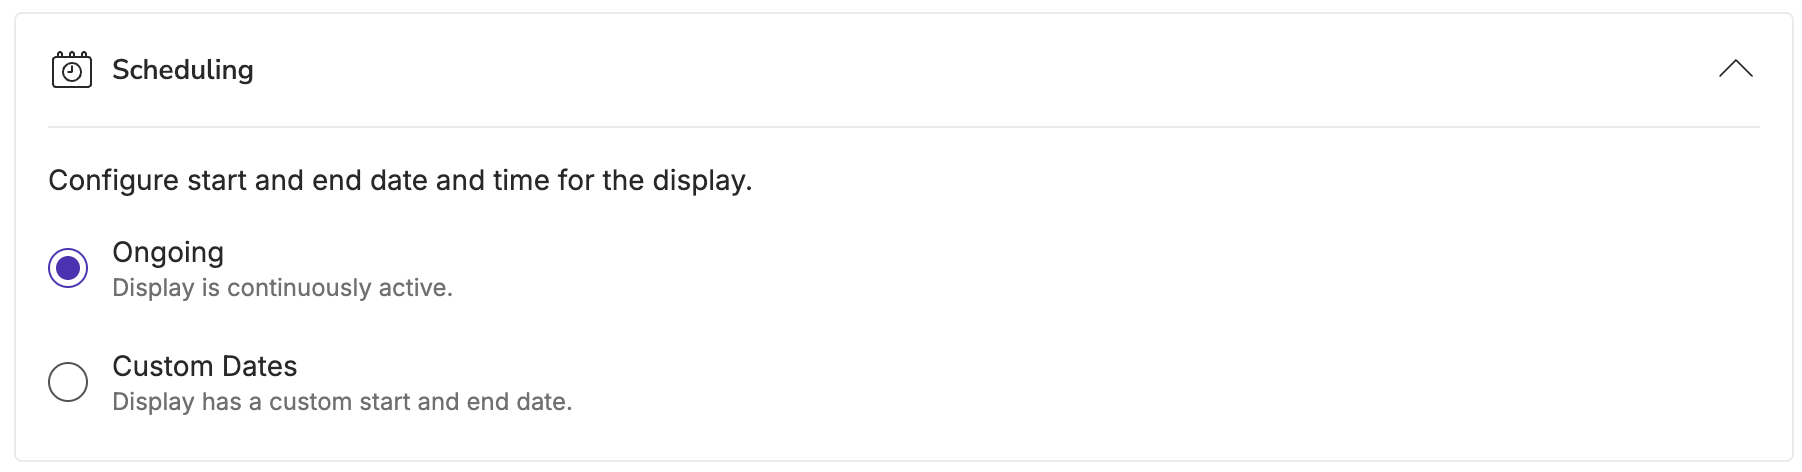 Scheduling
Configure start and end date and time for the display.
Ongoing
Display is continuously active.
Custom Dates
Display has a custom start and end date.